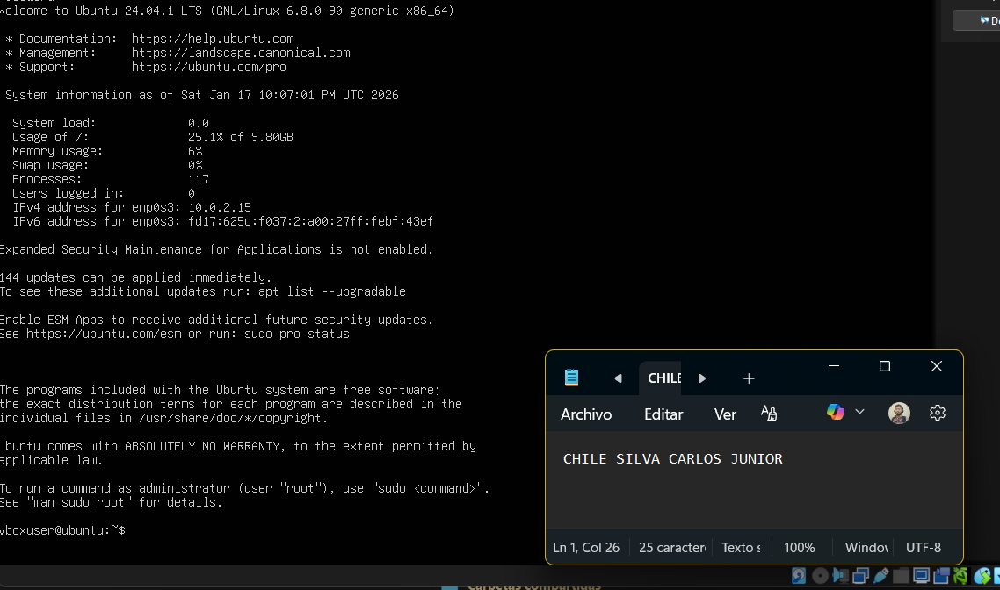 Welcome to Ubuntu 24.04.1 LTS (GNU/Linux 6.8.0-90-generic x86_64)
* Documentation: https://help.ubuntu.com
* Management: https://landscape.canonical.com
* Support: https://ubuntu.com/pro
System information as of Sat Jan 17 10:07:01 PM UTC 2026
System load: 0.0
Usage of /: 25.1% of 9.80GB
Memory usage: 6%
Swap usage: 0%
Processes: 117
Users logged in: 0
IPv4 address for enp0s3: 10.0.2.15
IPv6 address for enp0s3: fd17:625c:f037:2:a00:27ff:febf:43ef
Expanded Security Maintenance for Applications is not enabled.
144 updates can be applied immediately.
To see these additional updates run: apt list --upgradable
Enable ESM Apps to receive additional future security updates.
See https://ubuntu.com/esm or run: sudo pro status
The programs included with the Ubuntu system are free software;
the exact distribution terms for each program are described in the
individual files in /usr/share/doc/*/copyright.
Ubuntu comes with ABSOLUTELY NO WARRANTY, to the extent permitted by
applicable law.
To run a command as administrator (user "root"), use "sudo <command>".
See "man sudo_root" for details.
vboxuser@ubuntu:~$
CHILE
Archivo Editar Ver
CHILE SILVA CARLOS JUNIOR
Ln 1, Col 26 25 caracter Texto s 100% Window UTF-8
Carpetas compartidas